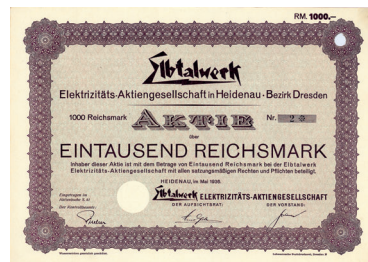 RM. 1000.–
Elbtalwerk
Elektrizitäts-Aktiengesellschaft in Heidenau · Bezirk Dresden
1000 Reichsmark AKTIE Nr.
über
EINTAUSEND REICHSMARK
Inhaber dieser Aktie ist mit dem Betrage von Eintausend Reichsmark bei der Elbtalwerk
Elektrizitäts-Aktiengesellschaft mit allen satzungsmäßigen Rechten und Pflichten beteiligt.
HEIDENAU, im Mai 1936.
Elbtalwerk ELEKTRIZITÄTS-AKTIENGESELLSCHAFT
DER AUFSICHTSRAT: DER VORSTAND:
Eingetragen im